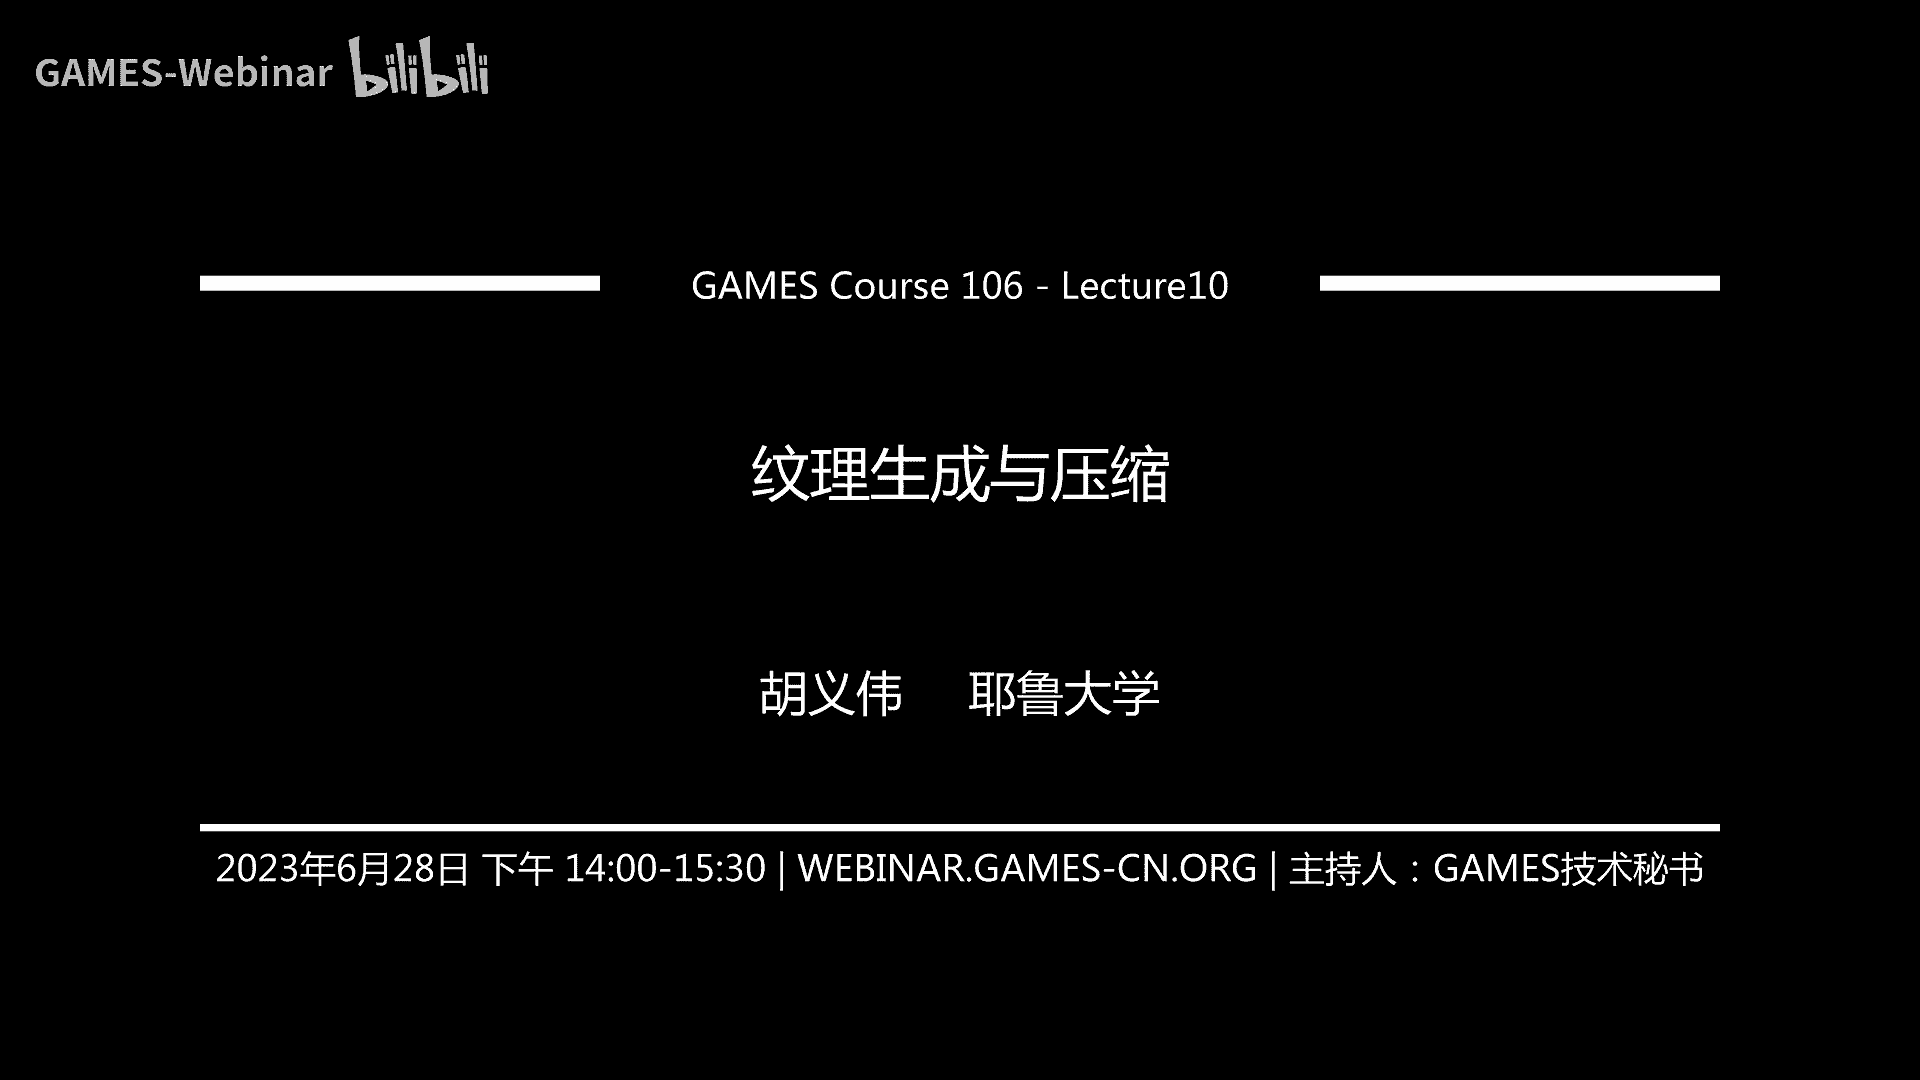 GAMES-Webinar bilibili
GAMES Course 106 - Lecture10
纹理生成与压缩
胡义伟 耶鲁大学
2023年6月28日 下午 14:00-15:30 | WEBINAR.GAMES-CN.ORG | 主持人：GAMES技术秘书